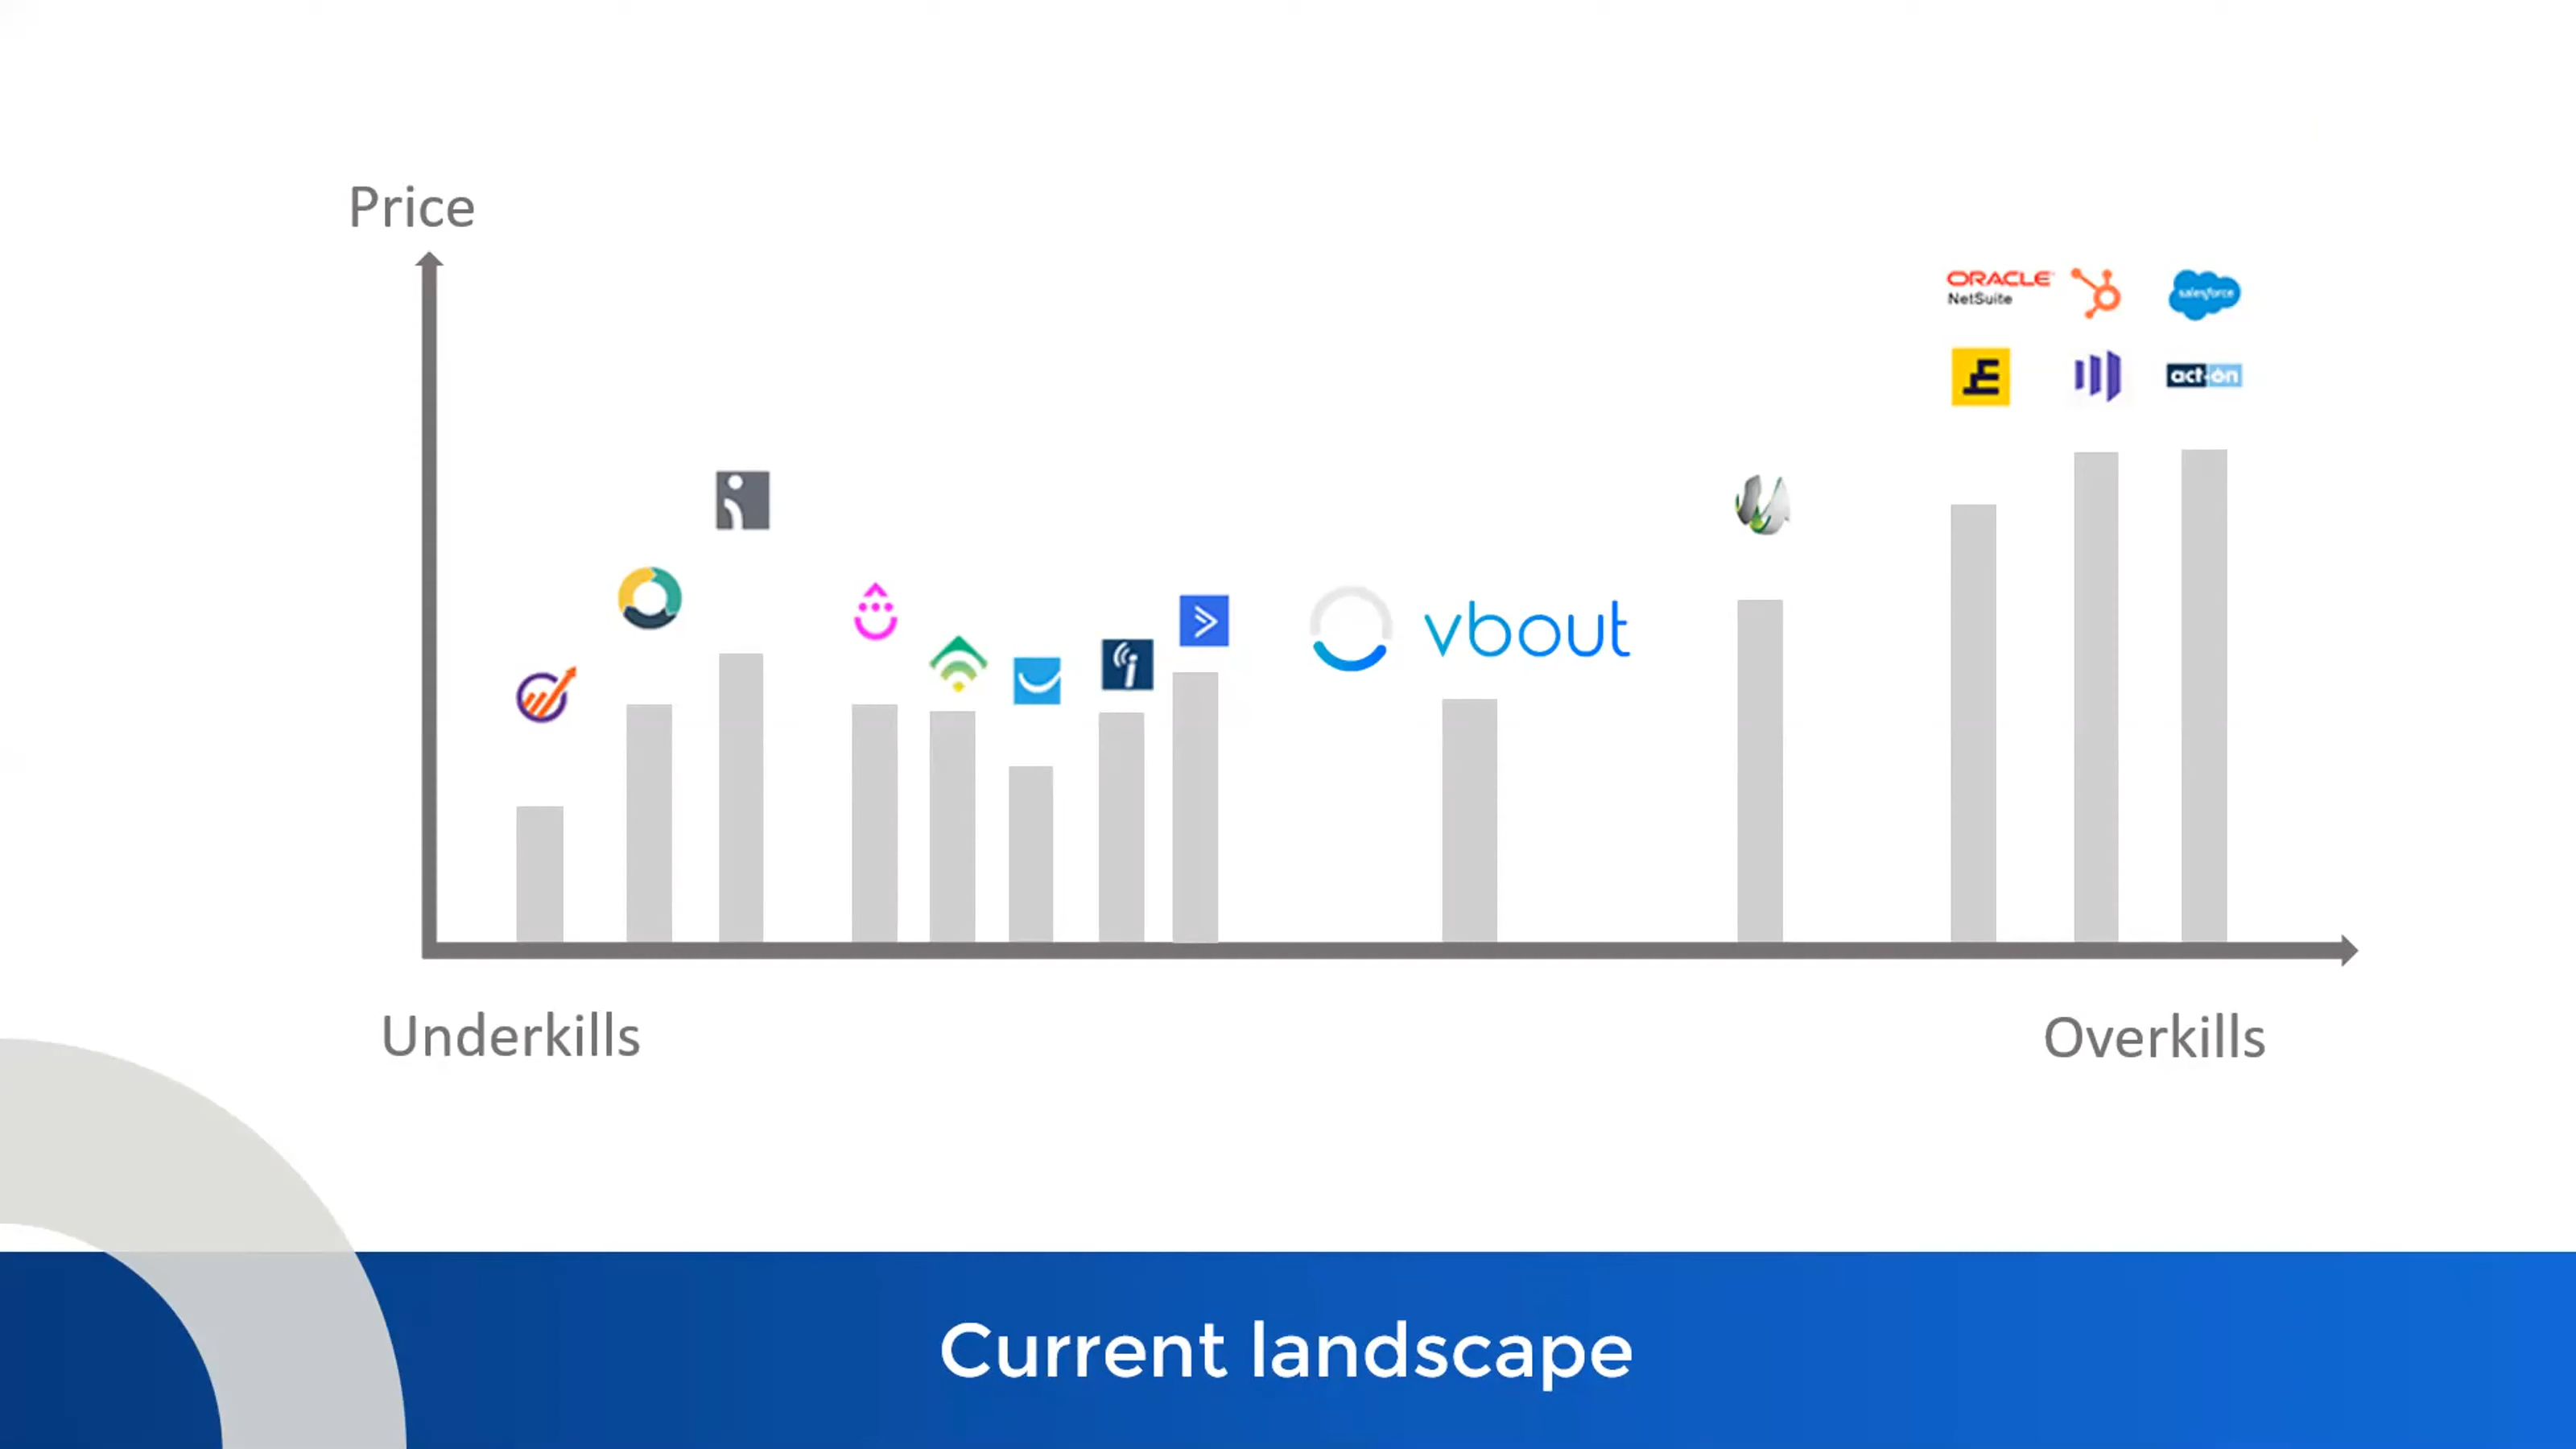 Price
ORACLE
NetSuite
salesforce
act-on
vbout
Underkills
Overkills
Current landscape